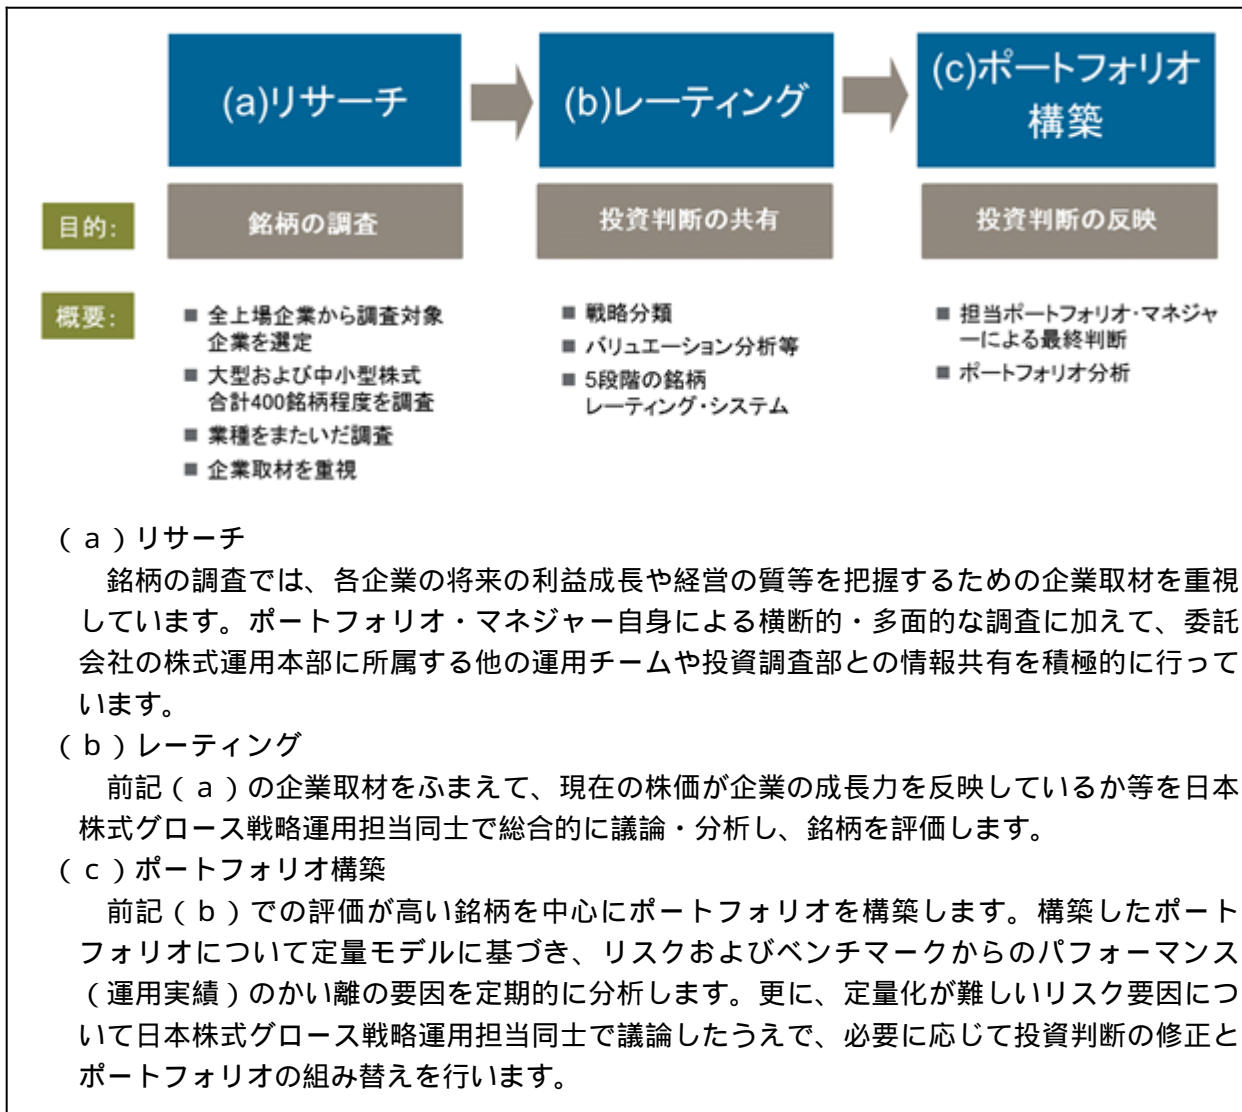 (a)リサーチ
(b)レーティング
(c)ポートフォリオ
構築
目的:
銘柄の調査
投資判断の共有
投資判断の反映
概要:
■ 全上場企業から調査対象
企業を選定
■ 大型および中小型株式
合計400銘柄程度を調査
■ 業種をまたいだ調査
■ 企業取材を重視
■ 戦略分類
■ バリュエーション分析等
■ 5段階の銘柄
レーティング・システム
■ 担当ポートフォリオ・マネジャ
ーによる最終判断
■ ポートフォリオ分析
(a)リサーチ
銘柄の調査では、各企業の将来の利益成長や経営の質等を把握するための企業取材を重視
しています。ポートフォリオ・マネジャー自身による横断的・多面的な調査に加えて、委託
会社の株式運用本部に所属する他の運用チームや投資調査部との情報共有を積極的に行って
います。
(b)レーティング
前記(a)の企業取材をふまえて、現在の株価が企業の成長力を反映しているか等を日本
株式グロース戦略運用担当同士で総合的に議論・分析し、銘柄を評価します。
(c)ポートフォリオ構築
前記(b)での評価が高い銘柄を中心にポートフォリオを構築します。構築したポート
フォリオについて定量モデルに基づき、リスクおよびベンチマークからのパフォーマンス
(運用実績)のかい離の要因を定期的に分析します。更に、定量化が難しいリスク要因につ
いて日本株式グロース戦略運用担当同士で議論したうえで、必要に応じて投資判断の修正と
ポートフォリオの組み替えを行います。